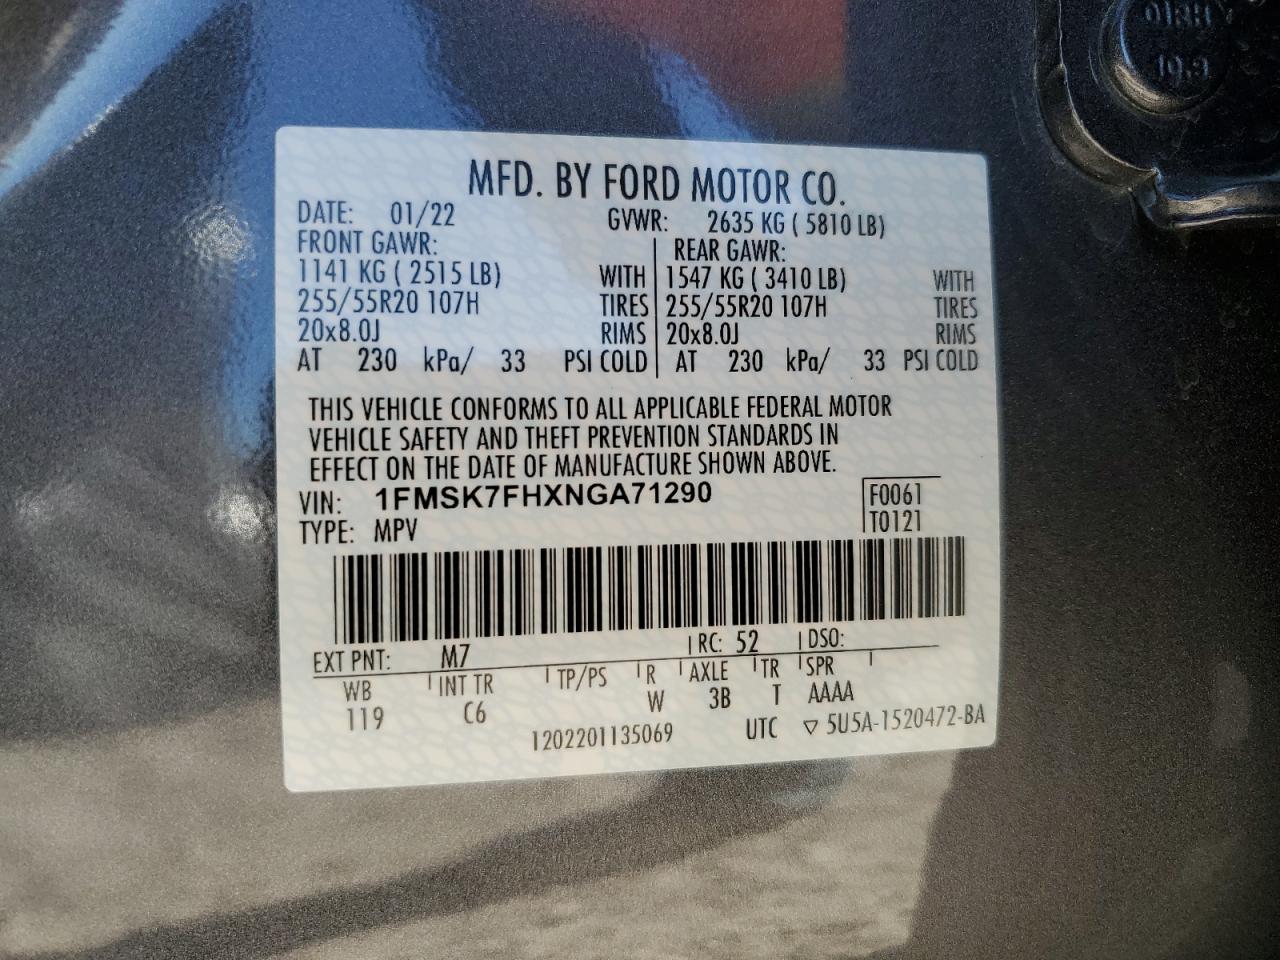 MFD. BY FORD MOTOR CO.
DATE: 01/22 GVWR: 2635 KG ( 5810 LB)
FRONT GAWR: REAR GAWR:
1141 KG ( 2515 LB) WITH 1547 KG ( 3410 LB) WITH
255/55R20 107H TIRES 255/55R20 107H TIRES
20x8.0J RIMS 20x8.0J RIMS
AT 230 kPa/ 33 PSI COLD AT 230 kPa/ 33 PSI COLD
THIS VEHICLE CONFORMS TO ALL APPLICABLE FEDERAL MOTOR
VEHICLE SAFETY AND THEFT PREVENTION STANDARDS IN
EFFECT ON THE DATE OF MANUFACTURE SHOWN ABOVE.
VIN: 1FMSK7FHXNGA71290 F0061
TYPE: MPV T0121
EXT PNT: M7 RC: 52 DSO:
WB INT TR TP/PS R AXLE TR SPR
119 C6 W 3B T AAAA
1202201135069 UTC ▽ 5U5A-1520472-BA